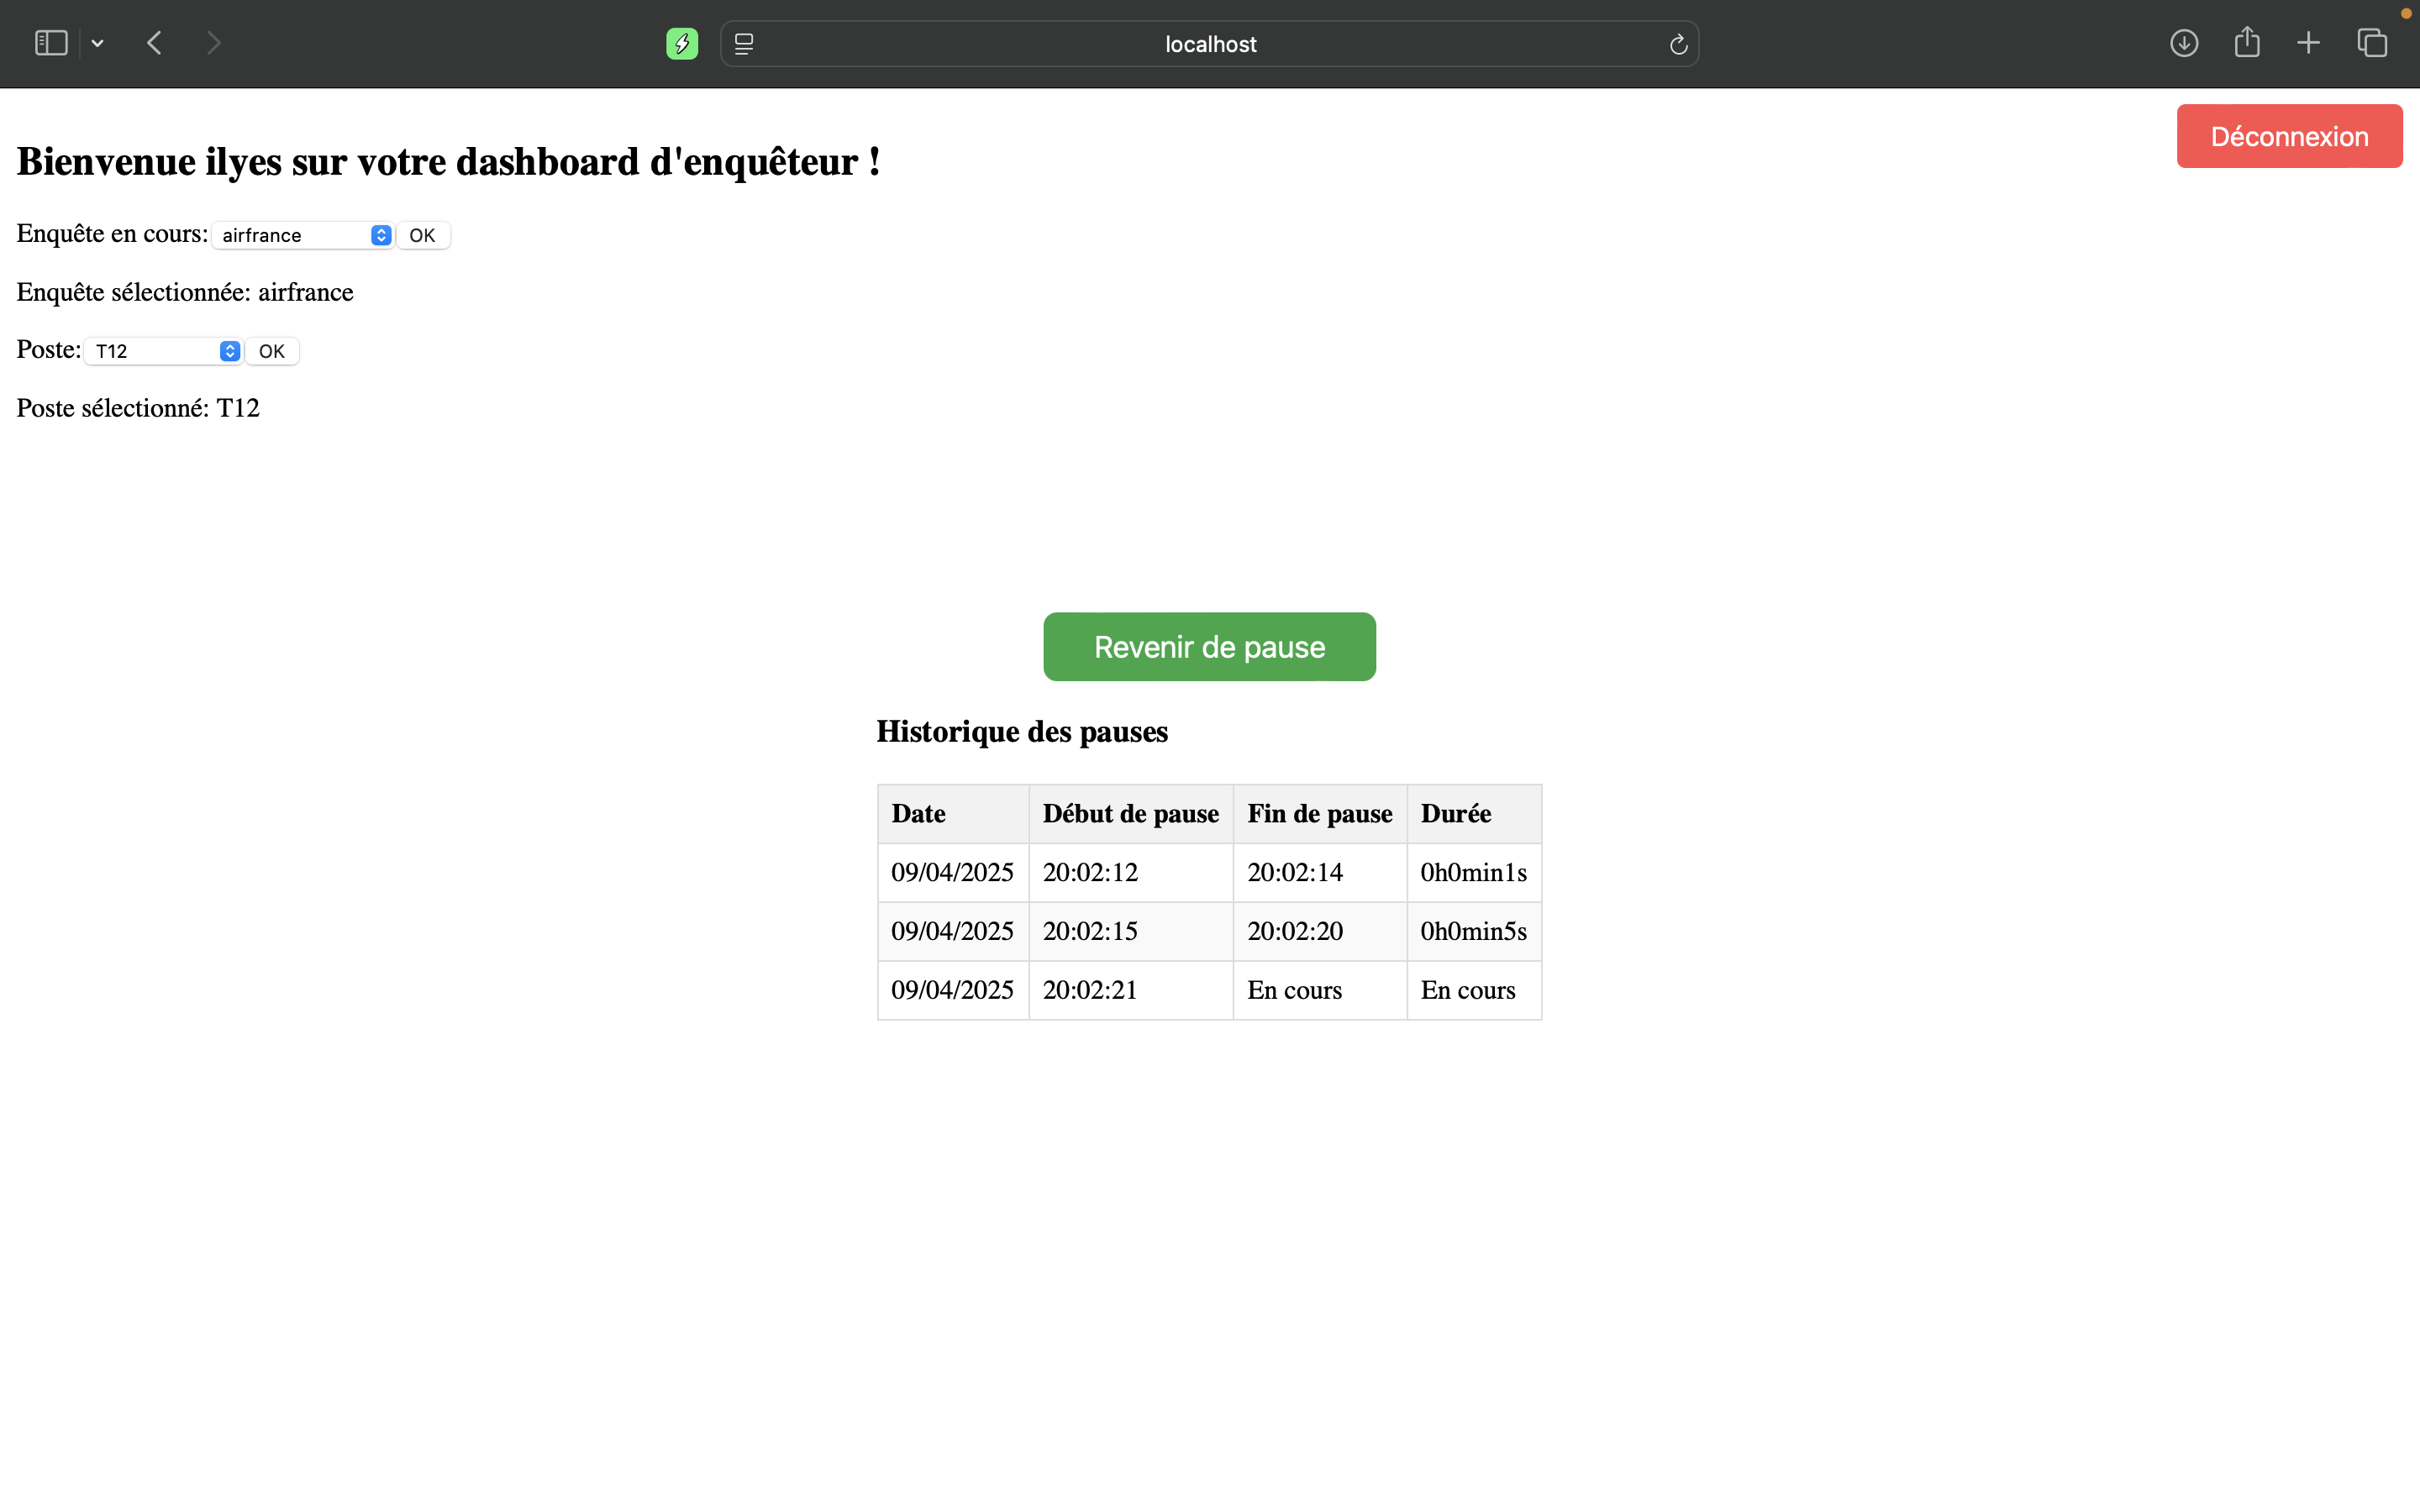 localhost
Déconnexion
Bienvenue ilyes sur votre dashboard d'enquêteur !
Enquête en cours: airfrance OK
Enquête sélectionnée: airfrance
Poste: T12 OK
Poste sélectionné: T12
Revenir de pause
Historique des pauses
Date Début de pause Fin de pause Durée
09/04/2025 20:02:12 20:02:14 0h0min1s
09/04/2025 20:02:15 20:02:20 0h0min5s
09/04/2025 20:02:21 En cours En cours